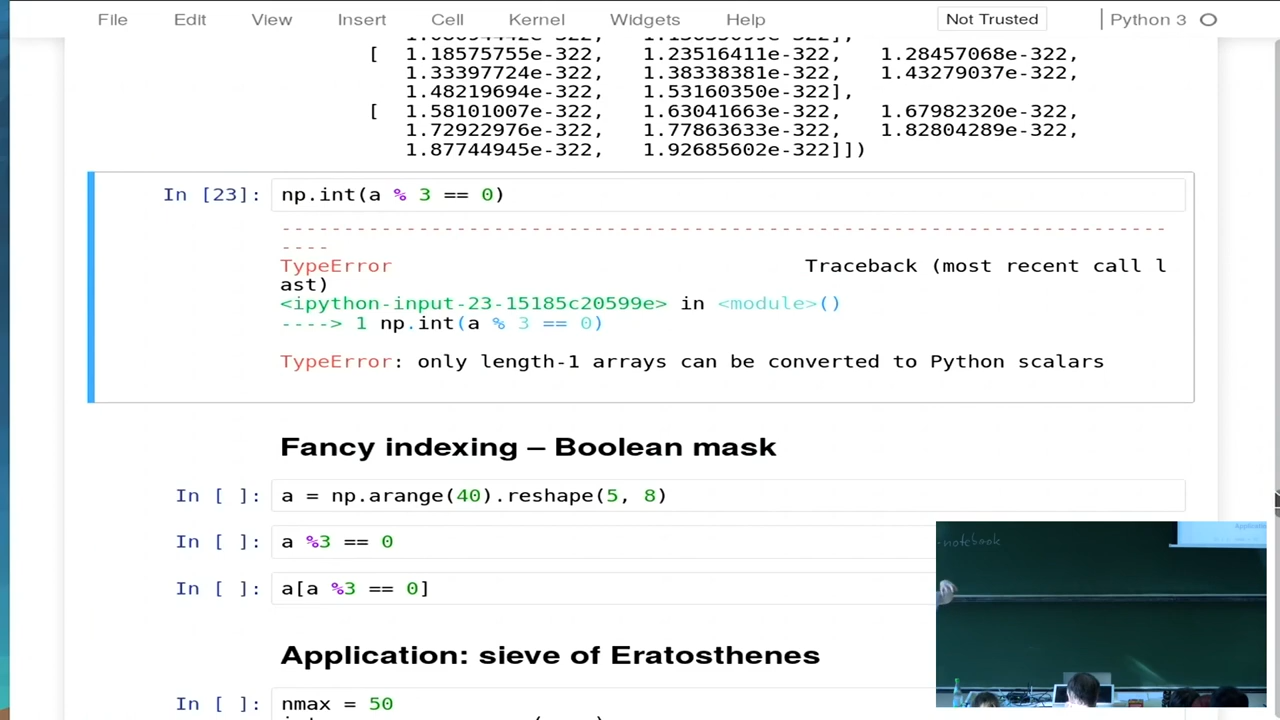 File Edit View Insert Cell Kernel Widgets Help Not Trusted Python 3
[ 1.18575755e-322, 1.23516411e-322, 1.28457068e-322,
1.33397724e-322, 1.38338381e-322, 1.43279037e-322,
1.48219694e-322, 1.53160350e-322],
[ 1.58101007e-322, 1.63041663e-322, 1.67982320e-322,
1.72922976e-322, 1.77863633e-322, 1.82804289e-322,
1.87744945e-322, 1.92685602e-322]])
In [23]: np.int(a % 3 == 0)
---------------------------------------------------------------------------
----
TypeError Traceback (most recent call l
ast)
<ipython-input-23-15185c20599e> in <module>()
----> 1 np.int(a % 3 == 0)
TypeError: only length-1 arrays can be converted to Python scalars
Fancy indexing – Boolean mask
In [ ]: a = np.arange(40).reshape(5, 8)
In [ ]: a %3 == 0
-notebook
In [ ]: a[a %3 == 0]
Application: sieve of Eratosthenes
In [ ]: nmax = 50